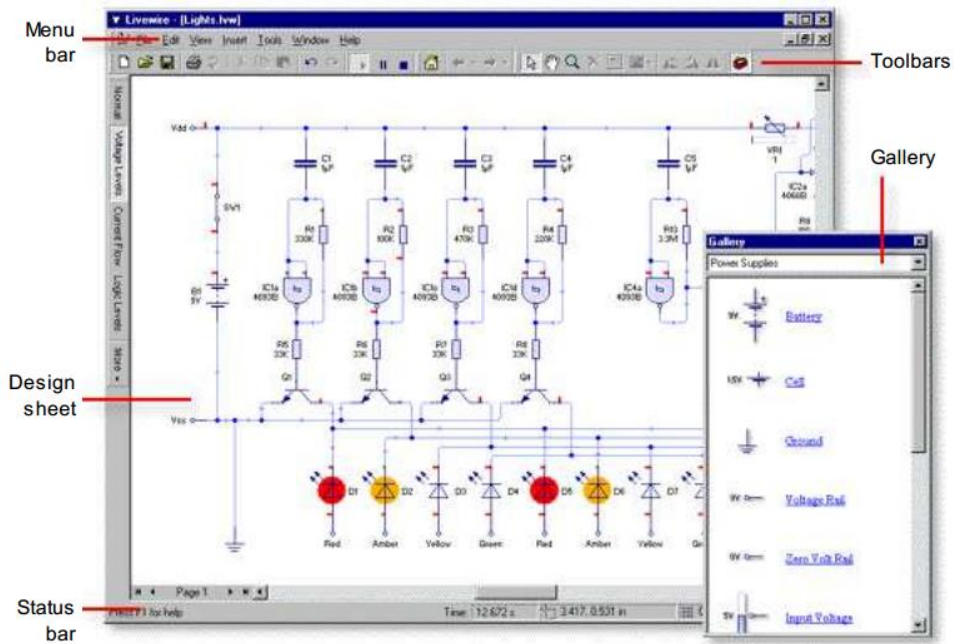 Livewire - [Lights.lvw]
Menu bar
File Edit View Insert Tools Window Help
Toolbars
Normal
Voltage Levels
Current Flow
Logic Levels
More
Gallery
Vdd
C1
1µF
C2
1µF
C3
1µF
C4
1µF
C5
VR1
1
IC2a
4066B
SW1
R1
330K
R2
100K
R3
470K
R4
220K
R13
3.3M
R9
IC1a
4093B
IC1b
4093B
IC1c
4093B
IC1d
4093B
IC4a
4093B
B1
9V
R5
33K
R6
33K
R7
33K
R8
33K
Q1
Q2
Q3
Q4
Design sheet
Vss
D1
D2
D3
D4
D5
D6
D7
Red
Amber
Yellow
Green
Red
Amber
Yellow
Gallery
Power Supplies
9V
Battery
1.5V
Cell
Ground
9V
Voltage Rail
0V
Zero Volt Rail
5V
Input Voltage
Page 1
Status bar
Press F1 for help
Time: 12.672 s
3.417, 0.531 in